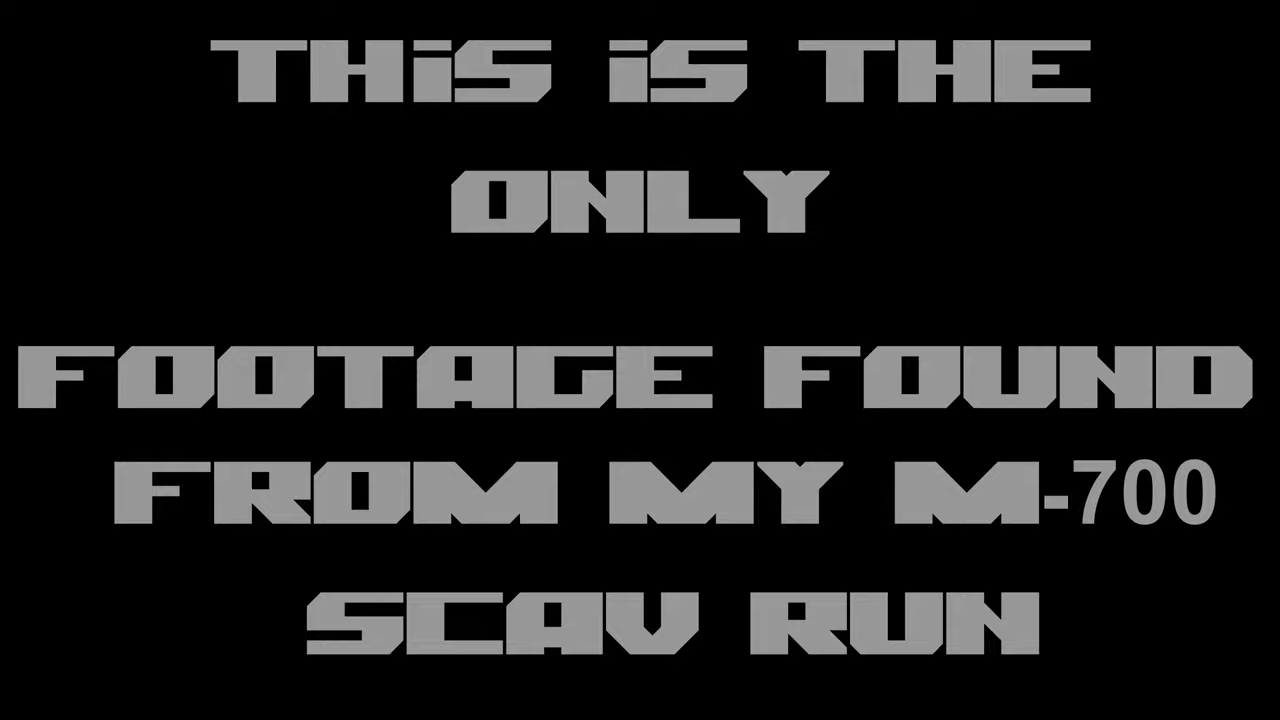 THiS iS THE
ONLY
FOOTAGE FOUND
FROM MY M-700
SCAV RUN